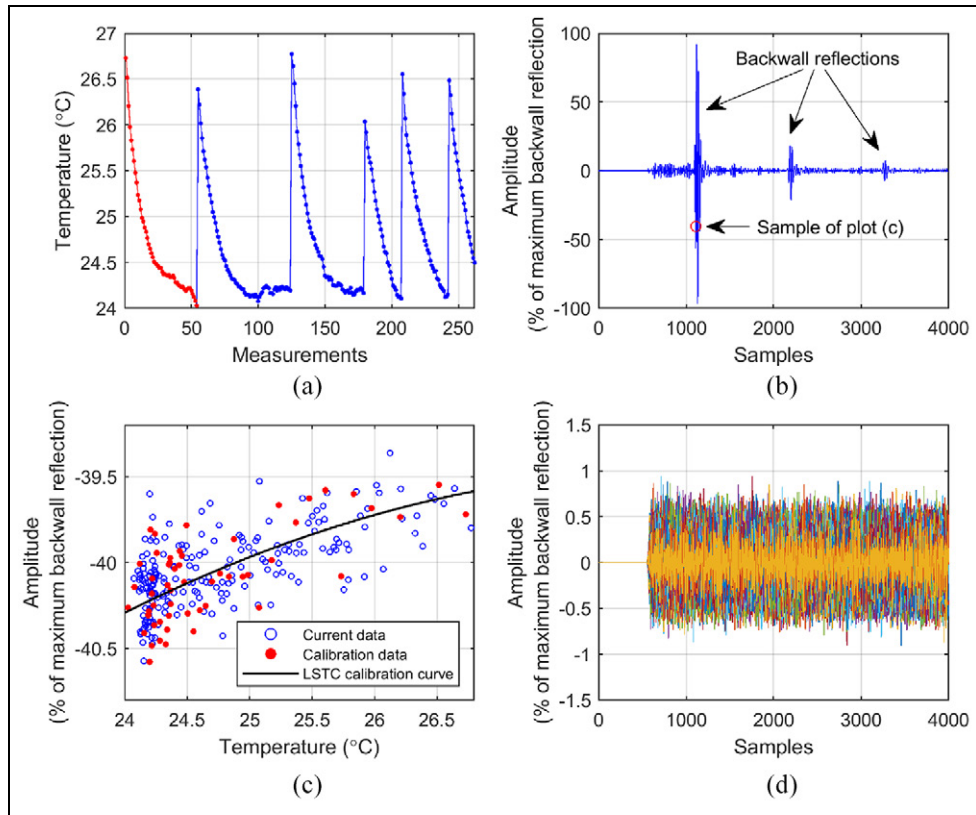 27
26.5
26
25.5
25
24.5
24
0
50
100
150
200
250
Temperature (°C)
Measurements
(a)
100
50
0
-50
-100
0
1000
2000
3000
4000
Amplitude
(% of maximum backwall reflection)
Backwall reflections
Sample of plot (c)
Samples
(b)
-39.5
-40
-40.5
24
24.5
25
25.5
26
26.5
Amplitude
(% of maximum backwall reflection)
Current data
Calibration data
LSTC calibration curve
Temperature (°C)
(c)
1.5
1
0.5
0
-0.5
-1
-1.5
0
1000
2000
3000
4000
Amplitude
(% of maximum backwall reflection)
Samples
(d)